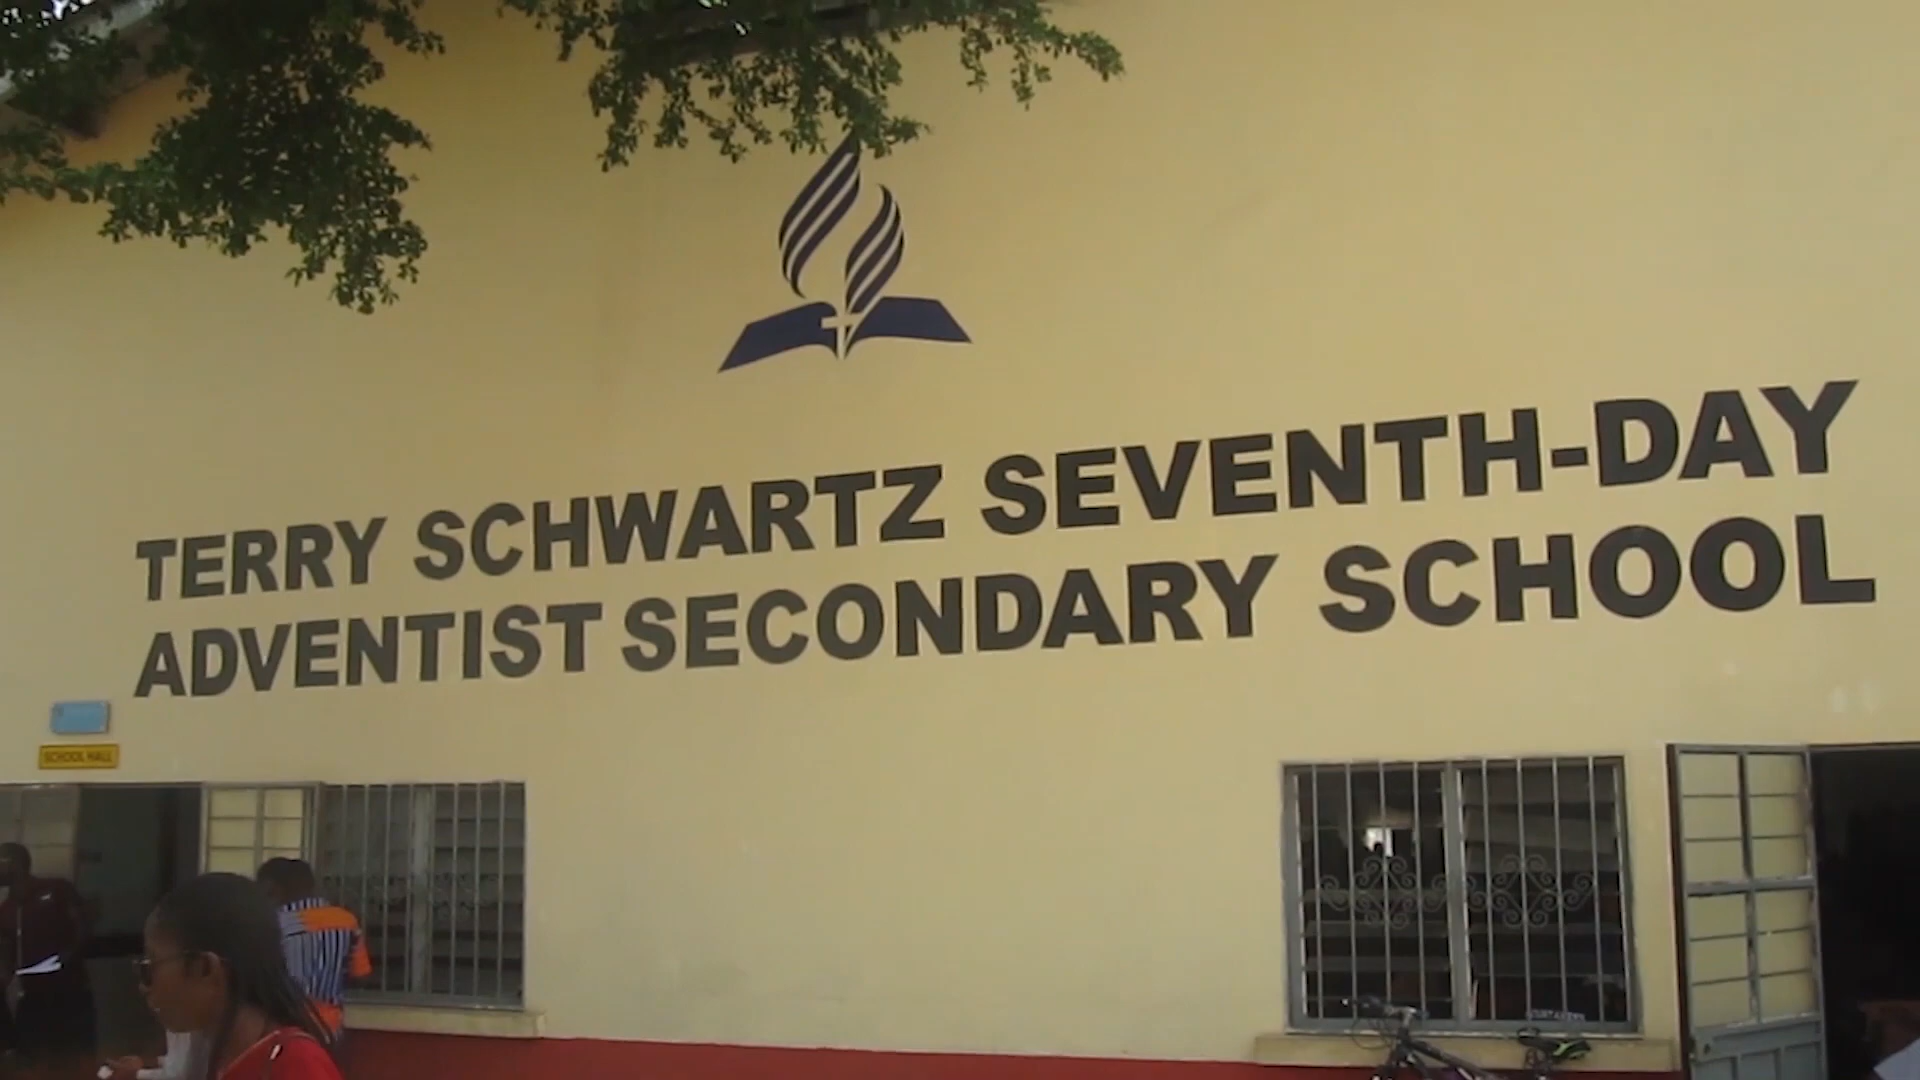 TERRY SCHWARTZ SEVENTH-DAY
ADVENTIST SECONDARY SCHOOL
SCHOOL HALL